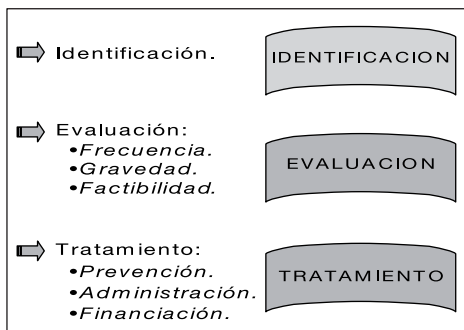 Identificación.
IDENTIFICACION
Evaluación:
•Frecuencia.
•Gravedad.
•Factibilidad.
EVALUACION
Tratamiento:
•Prevención.
•Administración.
•Financiación.
TRATAMIENTO